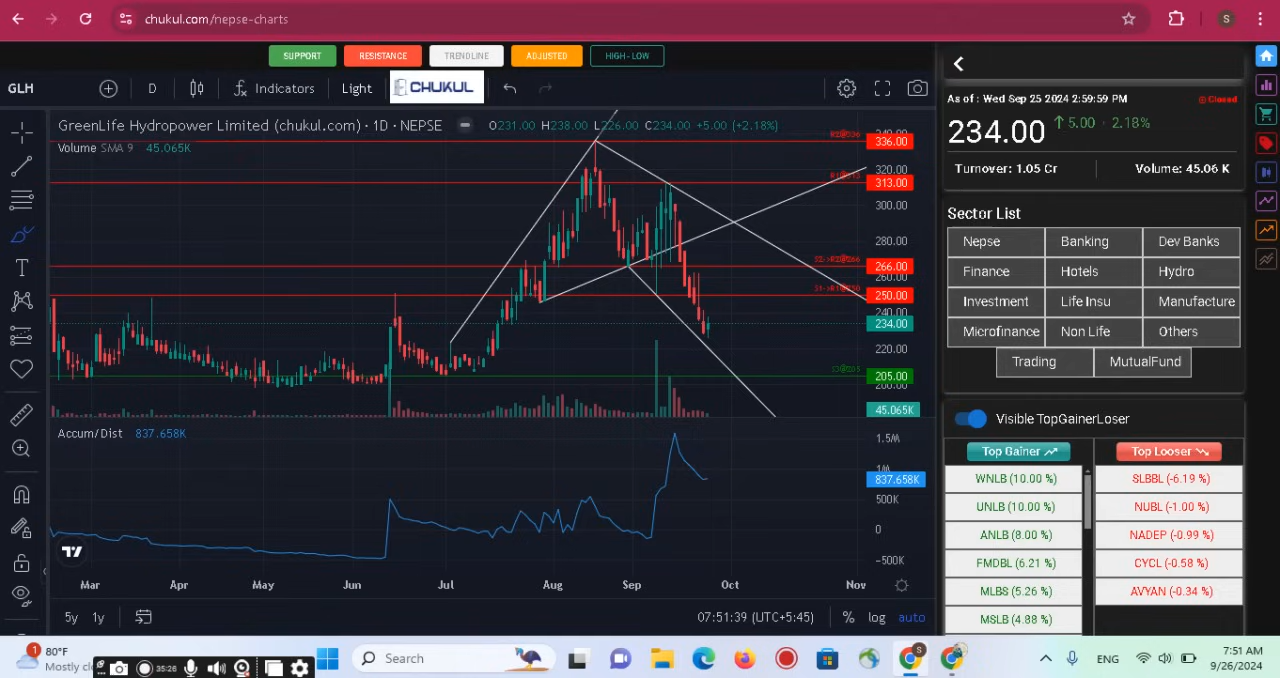 chukul.com/nepse-charts
S
SUPPORT RESISTANCE TRENDLINE ADJUSTED HIGH-LOW
GLH D Indicators Light CHUKUL
GreenLife Hydropower Limited (chukul.com) · 1D · NEPSE O231.00 H238.00 L226.00 C234.00 +5.00 (+2.18%)
Volume SMA 9 45.065K
336.00
320.00
313.00
300.00
280.00
266.00
260.00
250.00
240.00
234.00
220.00
205.00
200.00
45.065K
Accum/Dist 837.658K
1.5M
1M
837.658K
500K
0
−500K
Mar Apr May Jun Jul Aug Sep Oct Nov
5y 1y 07:51:39 (UTC+5:45) % log auto
As of : Wed Sep 25 2024 2:59:59 PM Closed
234.00 5.00 · 2.18%
Turnover: 1.05 Cr Volume: 45.06 K
Sector List
Nepse Banking Dev Banks
Finance Hotels Hydro
Investment Life Insu Manufacture
Microfinance Non Life Others
Trading MutualFund
Visible TopGainerLoser
Top Gainer Top Looser
WNLB (10.00 %) SLBBL (-6.19 %)
UNLB (10.00 %) NUBL (-1.00 %)
ANLB (8.00 %) NADEP (-0.99 %)
FMDBL (6.21 %) CYCL (-0.58 %)
MLBS (5.26 %) AVYAN (-0.34 %)
MSLB (4.88 %)
1 80°F
Mostly cl
35:26
Search
S
ENG
7:51 AM
9/26/2024